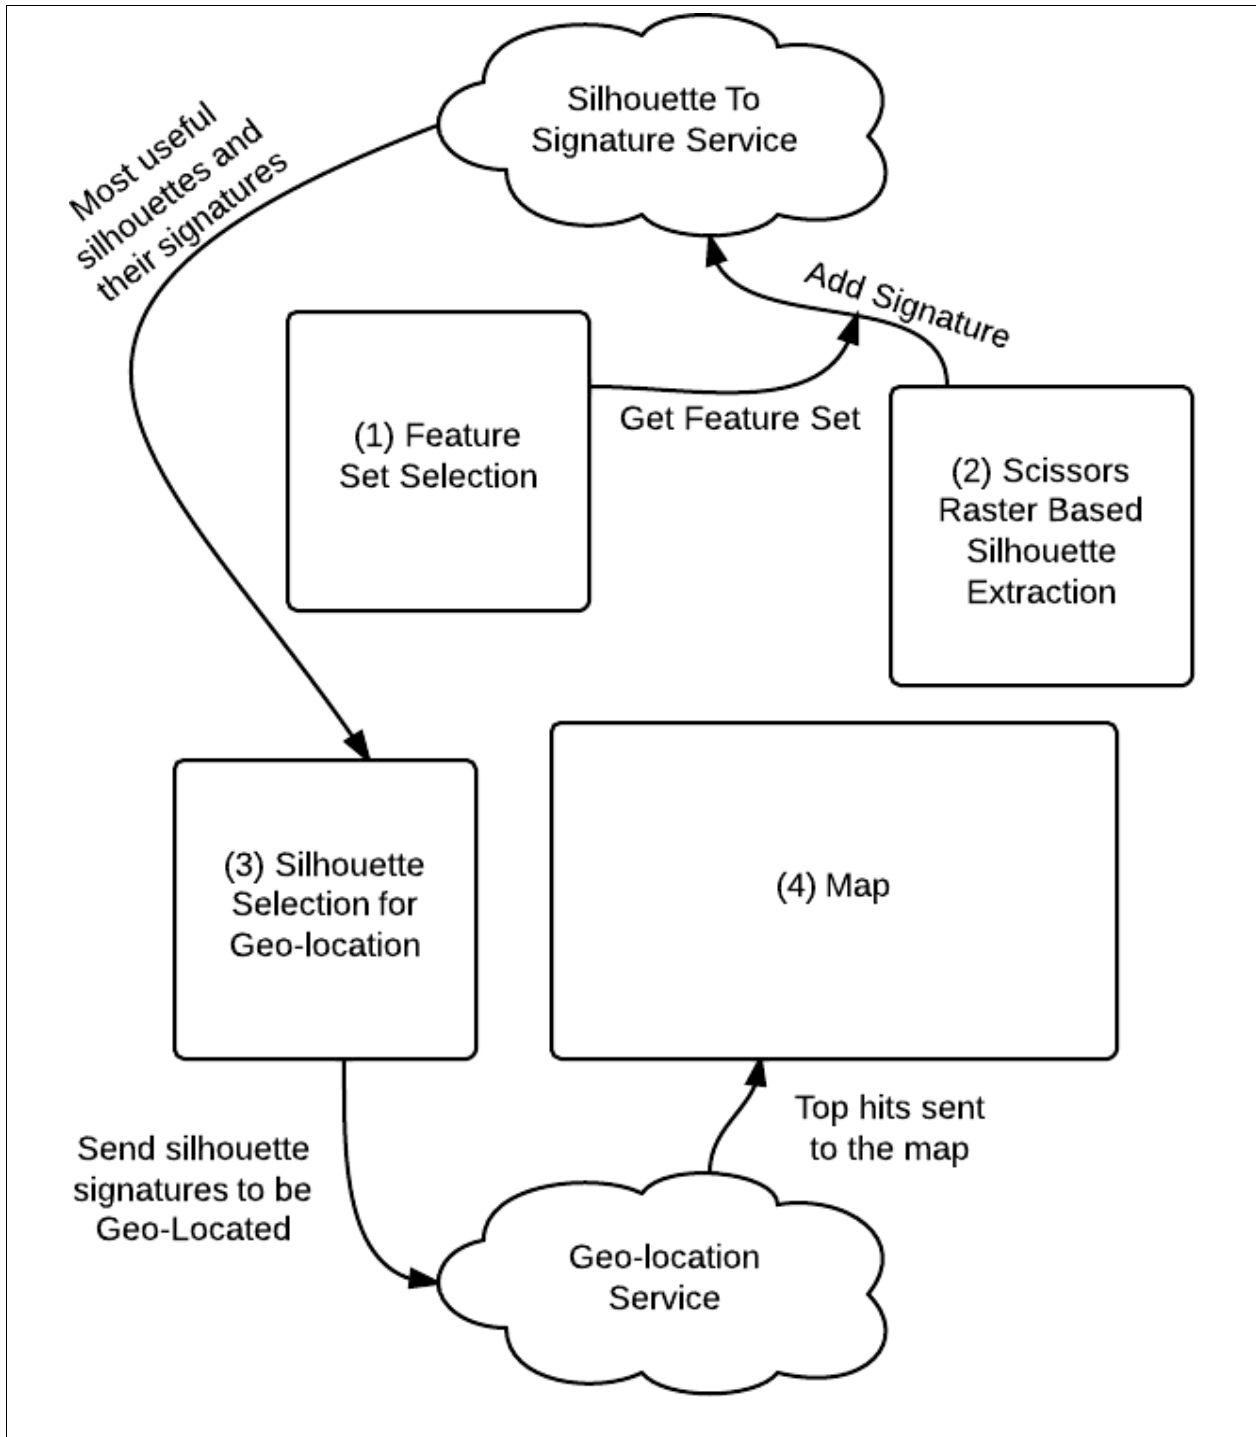 Silhouette To
Signature Service
Most useful
silhouettes and
their signatures
Add Signature
(1) Feature
Set Selection
Get Feature Set
(2) Scissors
Raster Based
Silhouette
Extraction
(3) Silhouette
Selection for
Geo-location
(4) Map
Send silhouette
signatures to be
Geo-Located
Top hits sent
to the map
Geo-location
Service